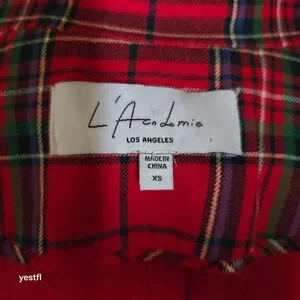 L'Academie
LOS ANGELES
MADE IN
CHINA
XS
yestfl